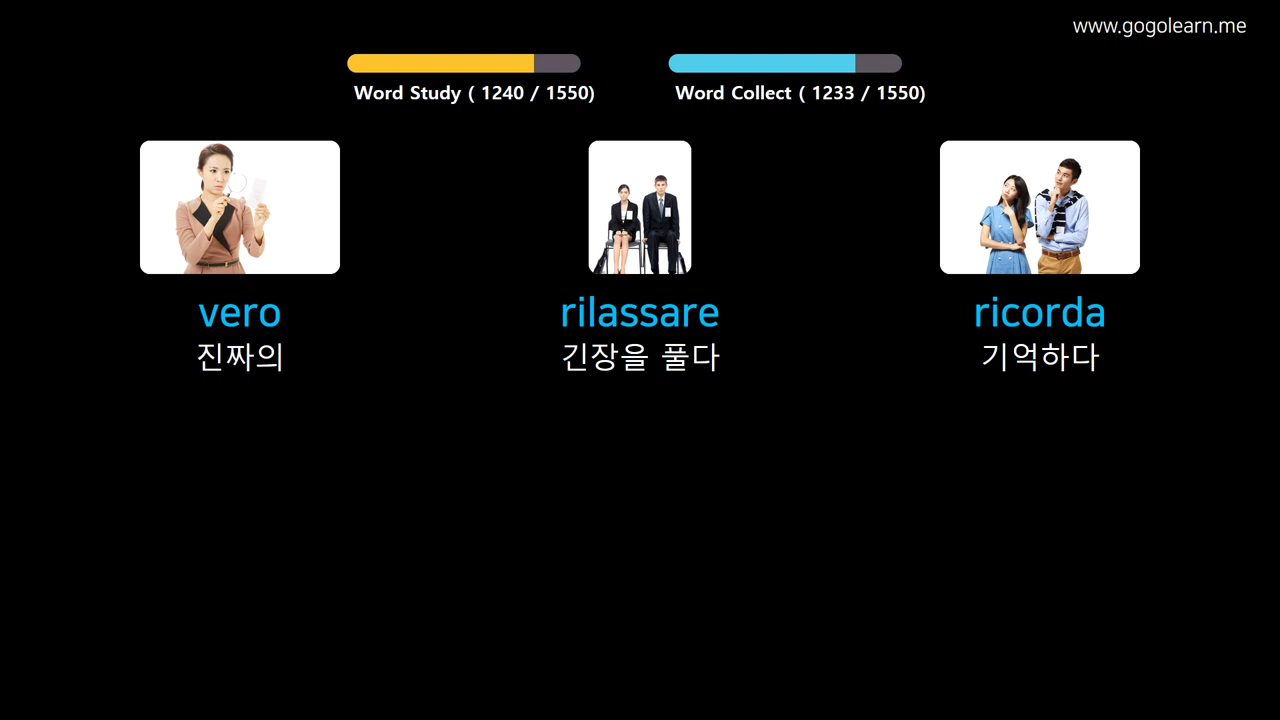 www.gogolearn.me
Word Study ( 1240 / 1550)
Word Collect ( 1233 / 1550)
vero
진짜의
rilassare
긴장을 풀다
ricorda
기억하다